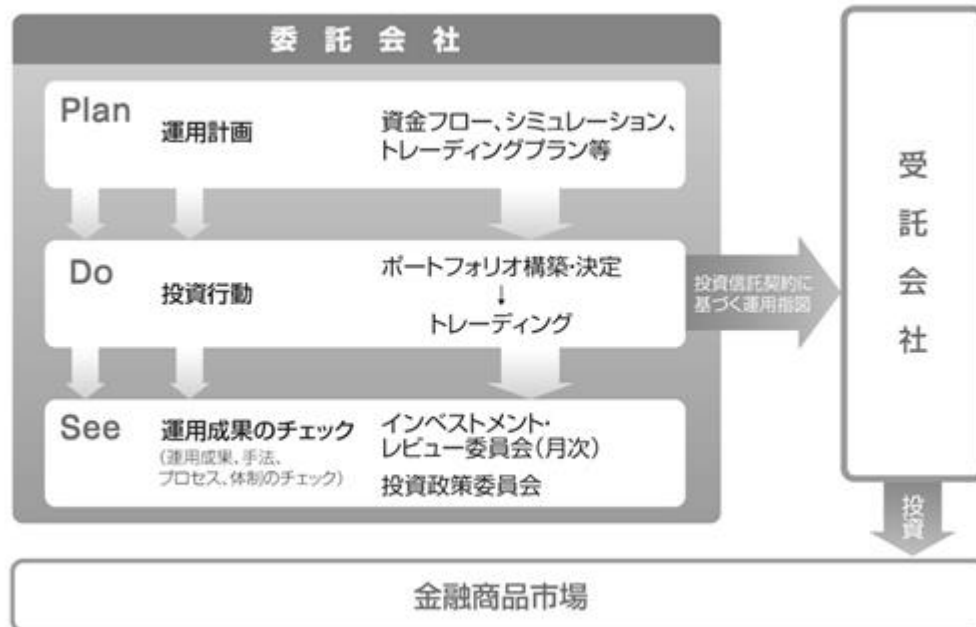 委託会社
Plan
運用計画
資金フロー、シミュレーション、
トレーディングプラン等
Do
投資行動
ポートフォリオ構築・決定
↓
トレーディング
投資信託契約に
基づく運用指図
See
運用成果のチェック
(運用成果、手法、
プロセス、体制のチェック)
インベストメント・
レビュー委員会(月次)
投資政策委員会
受託会社
投資
金融商品市場